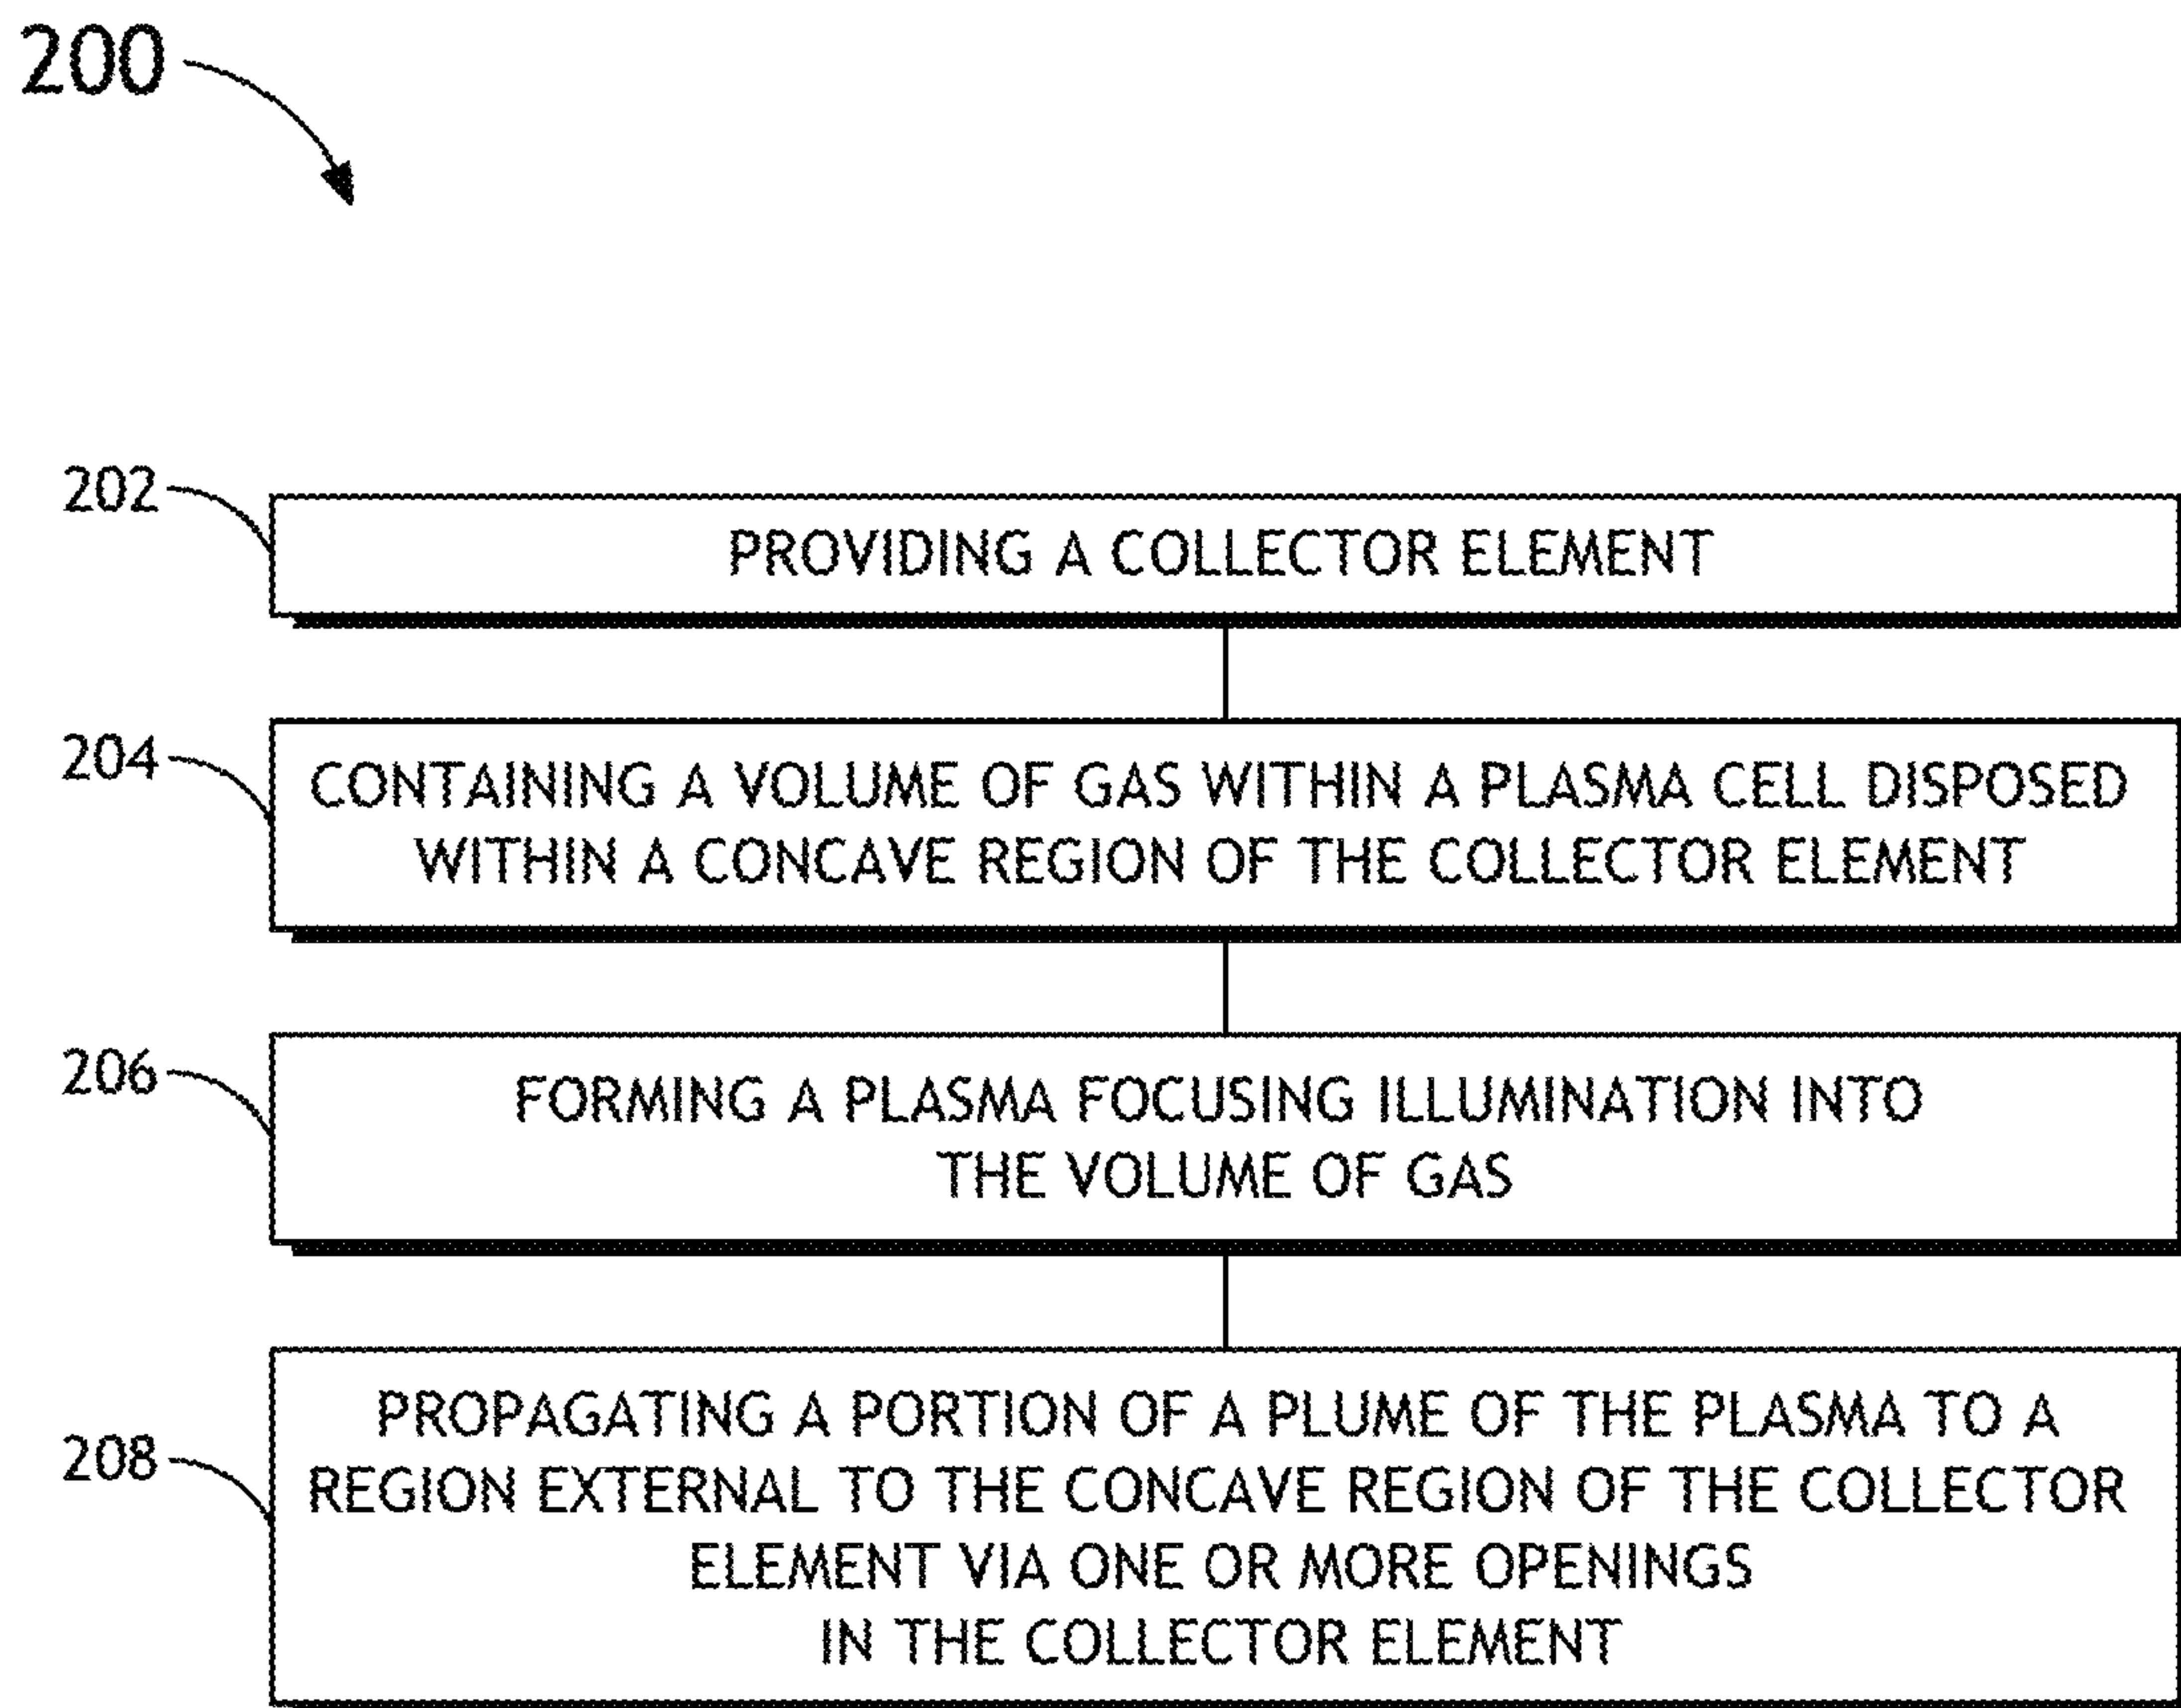 200
202
PROVIDING A COLLECTOR ELEMENT
204
CONTAINING A VOLUME OF GAS WITHIN A PLASMA CELL DISPOSED
WITHIN A CONCAVE REGION OF THE COLLECTOR ELEMENT
206
FORMING A PLASMA FOCUSING ILLUMINATION INTO
THE VOLUME OF GAS
208
PROPAGATING A PORTION OF A PLUME OF THE PLASMA TO A
REGION EXTERNAL TO THE CONCAVE REGION OF THE COLLECTOR
ELEMENT VIA ONE OR MORE OPENINGS
IN THE COLLECTOR ELEMENT